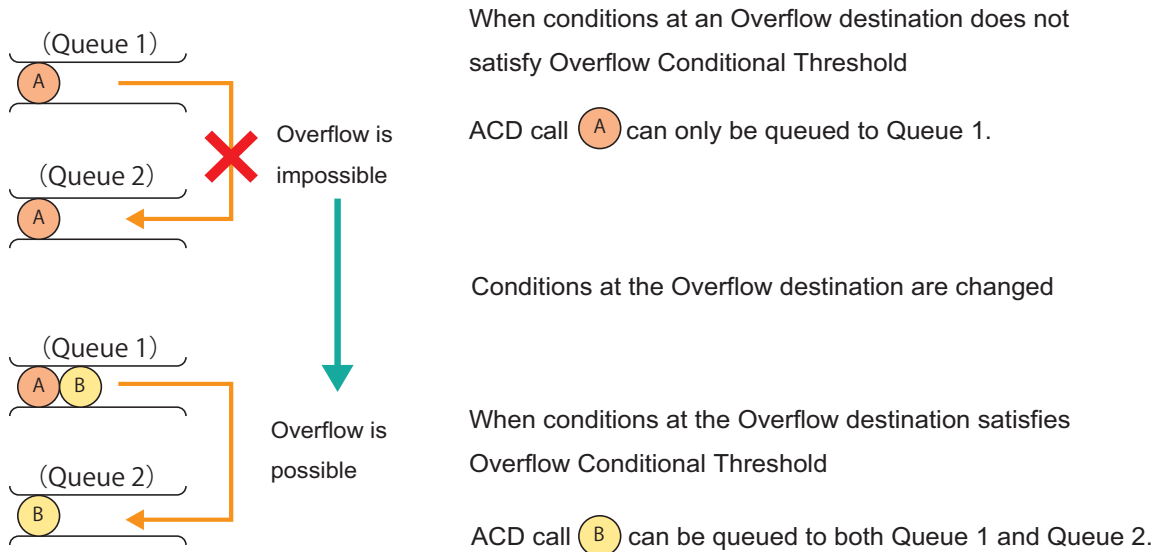 When conditions at an Overflow destination does not
satisfy Overflow Conditional Threshold
（Queue 1）
A
Overflow is
impossible
ACD call A can only be queued to Queue 1.
（Queue 2）
A
Conditions at the Overflow destination are changed
（Queue 1）
A B
Overflow is
possible
When conditions at the Overflow destination satisfies
Overflow Conditional Threshold
（Queue 2）
B
ACD call B can be queued to both Queue 1 and Queue 2.